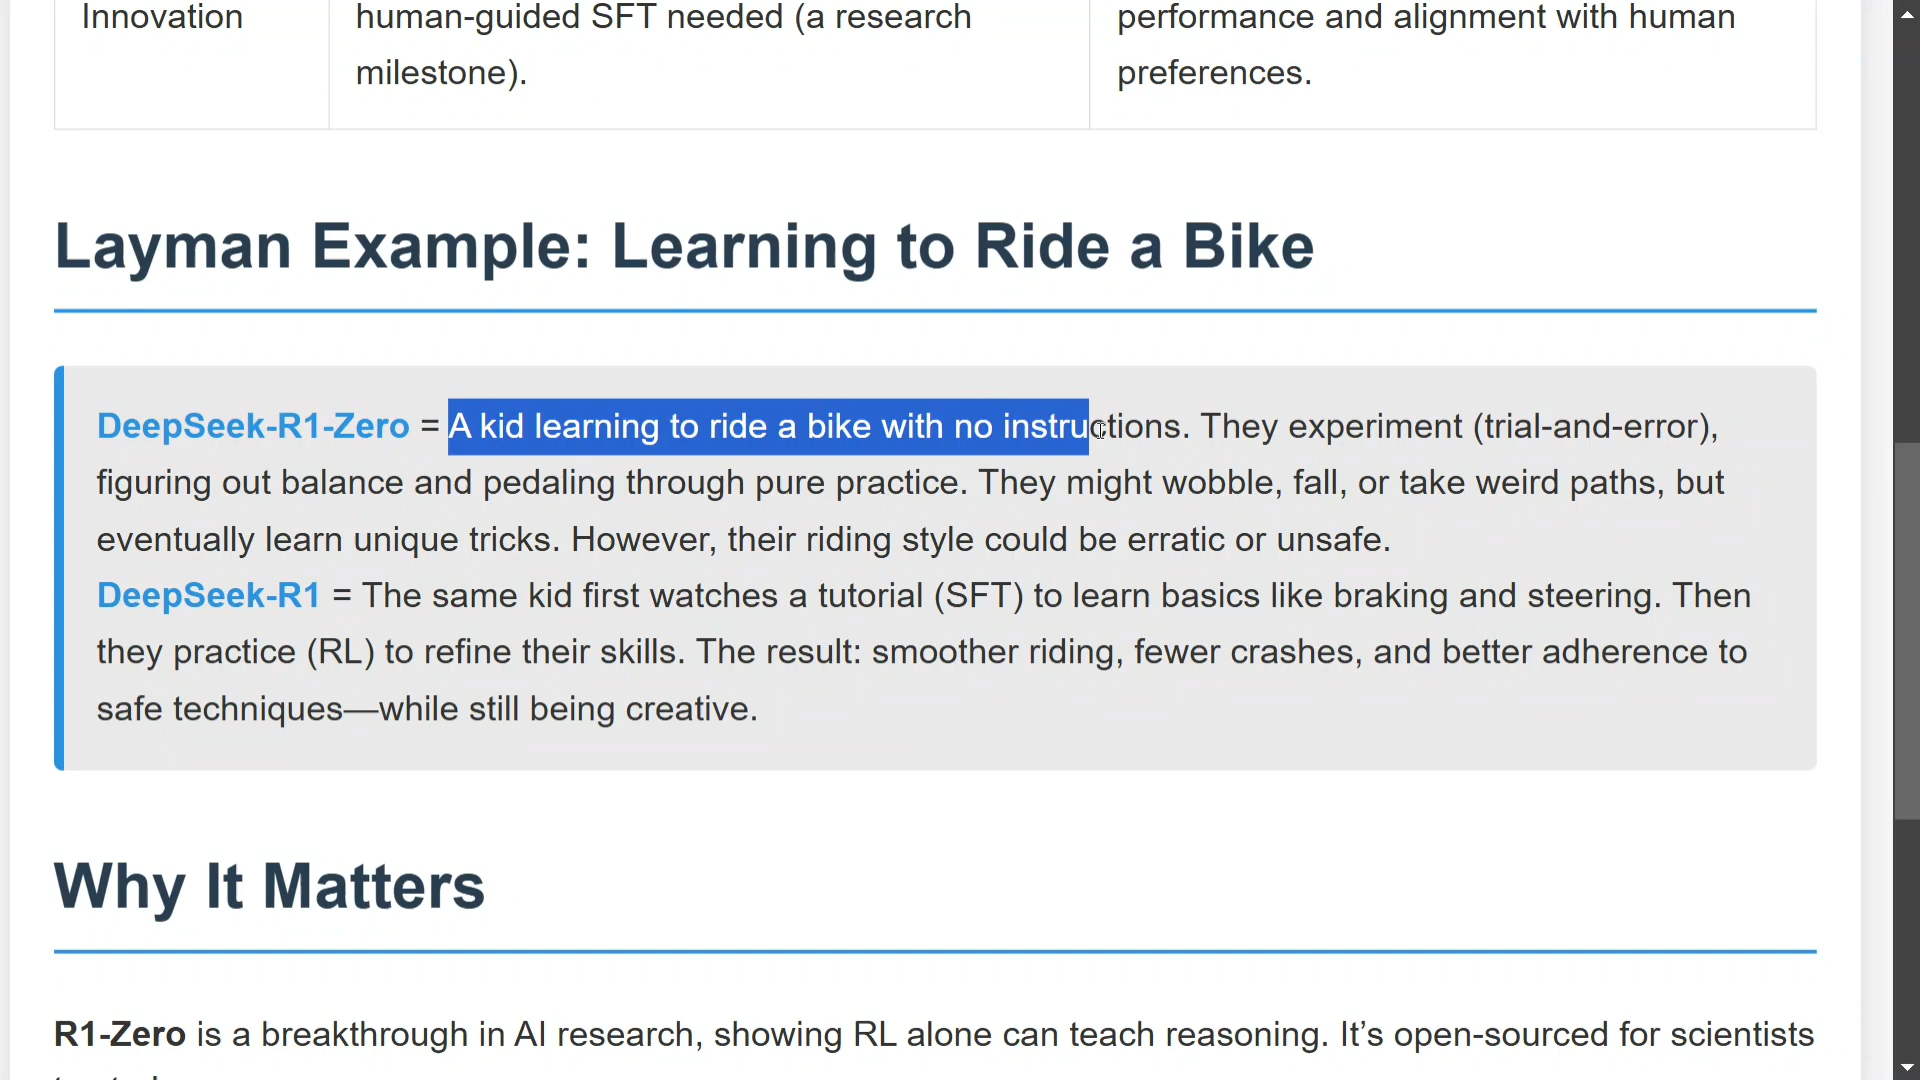 Innovation
human-guided SFT needed (a research
milestone).
performance and alignment with human
preferences.
Layman Example: Learning to Ride a Bike
DeepSeek-R1-Zero = A kid learning to ride a bike with no instructions. They experiment (trial-and-error),
figuring out balance and pedaling through pure practice. They might wobble, fall, or take weird paths, but
eventually learn unique tricks. However, their riding style could be erratic or unsafe.
DeepSeek-R1 = The same kid first watches a tutorial (SFT) to learn basics like braking and steering. Then
they practice (RL) to refine their skills. The result: smoother riding, fewer crashes, and better adherence to
safe techniques—while still being creative.
Why It Matters
R1-Zero is a breakthrough in AI research, showing RL alone can teach reasoning. It’s open-sourced for scientists